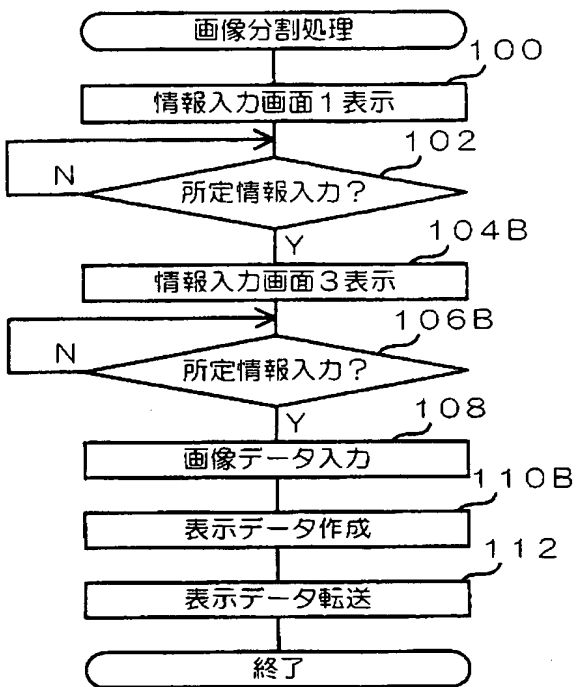 画像分割処理
100
情報入力画面1表示
102
N
所定情報入力？
Y
104B
情報入力画面3表示
106B
N
所定情報入力？
Y
108
画像データ入力
110B
表示データ作成
112
表示データ転送
終了